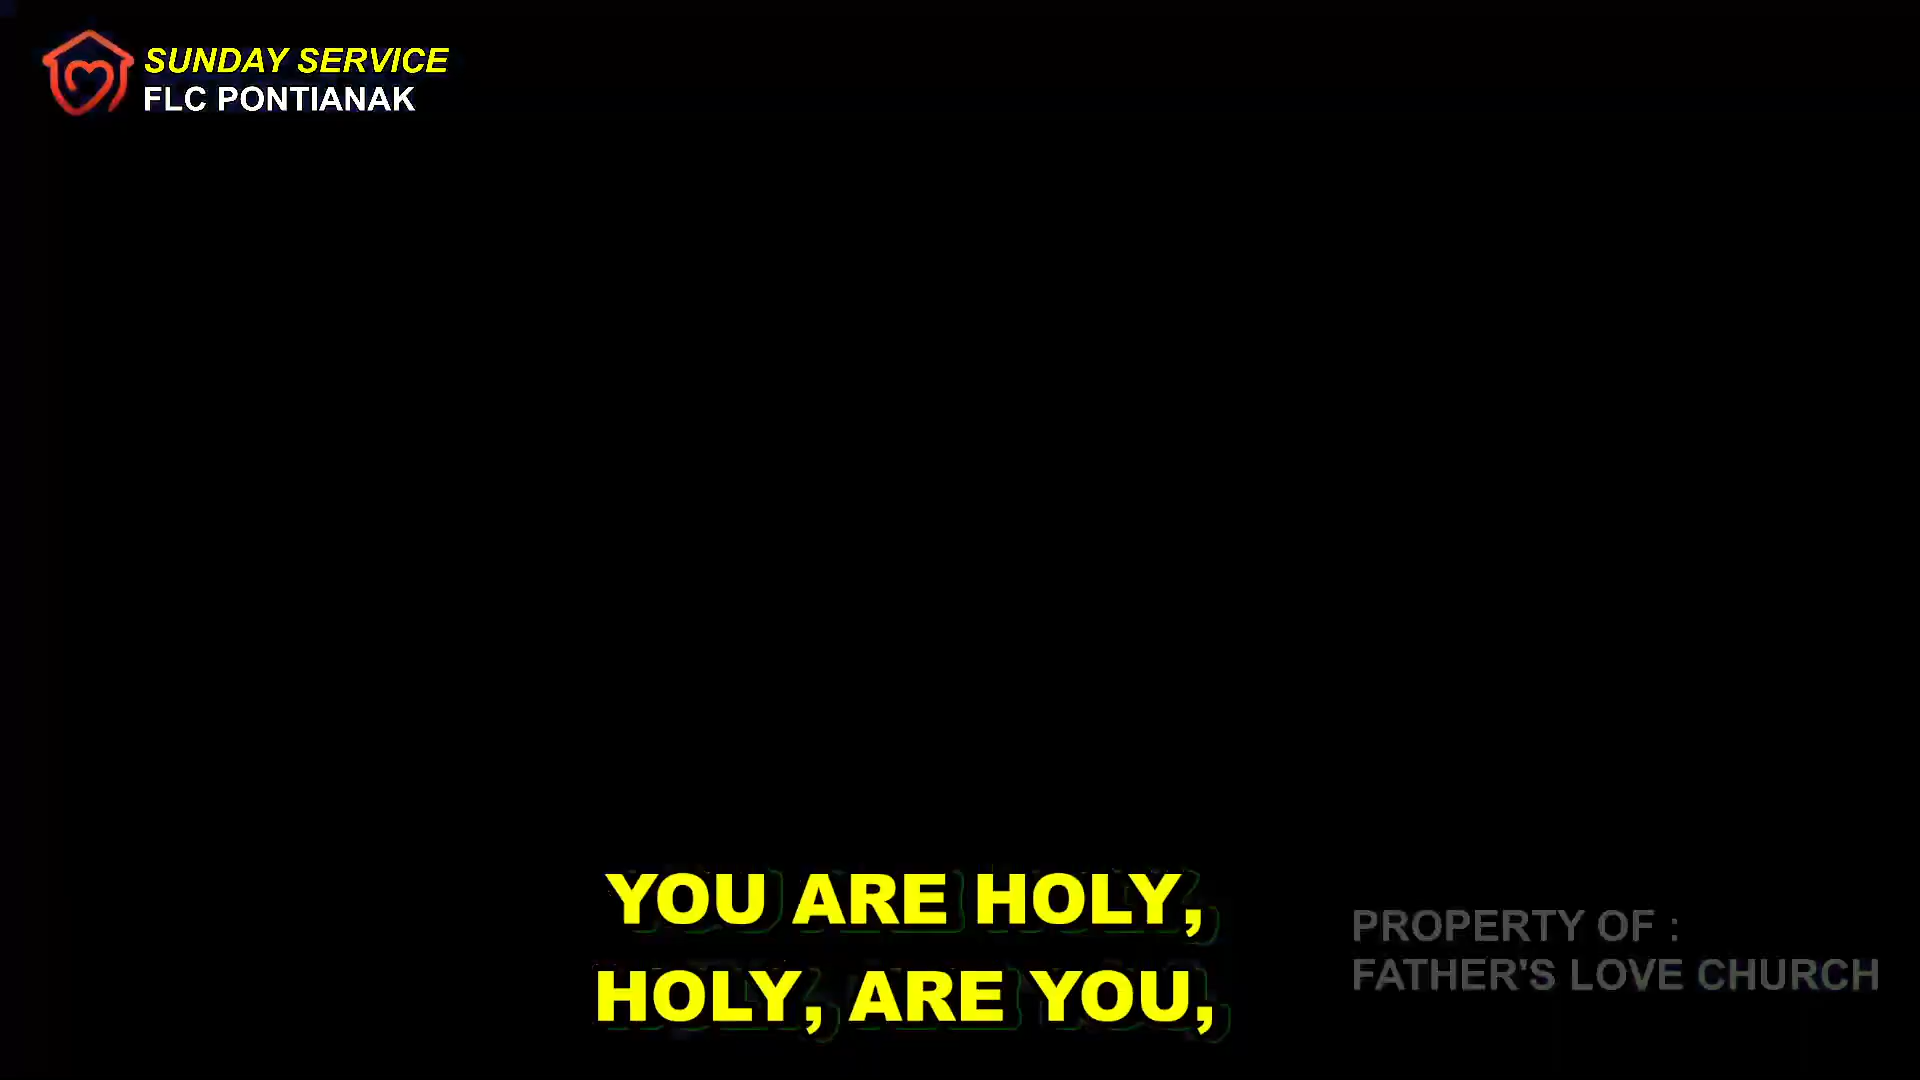 SUNDAY SERVICE
FLC PONTIANAK
YOU ARE HOLY,
HOLY, ARE YOU,
PROPERTY OF :
FATHER'S LOVE CHURCH